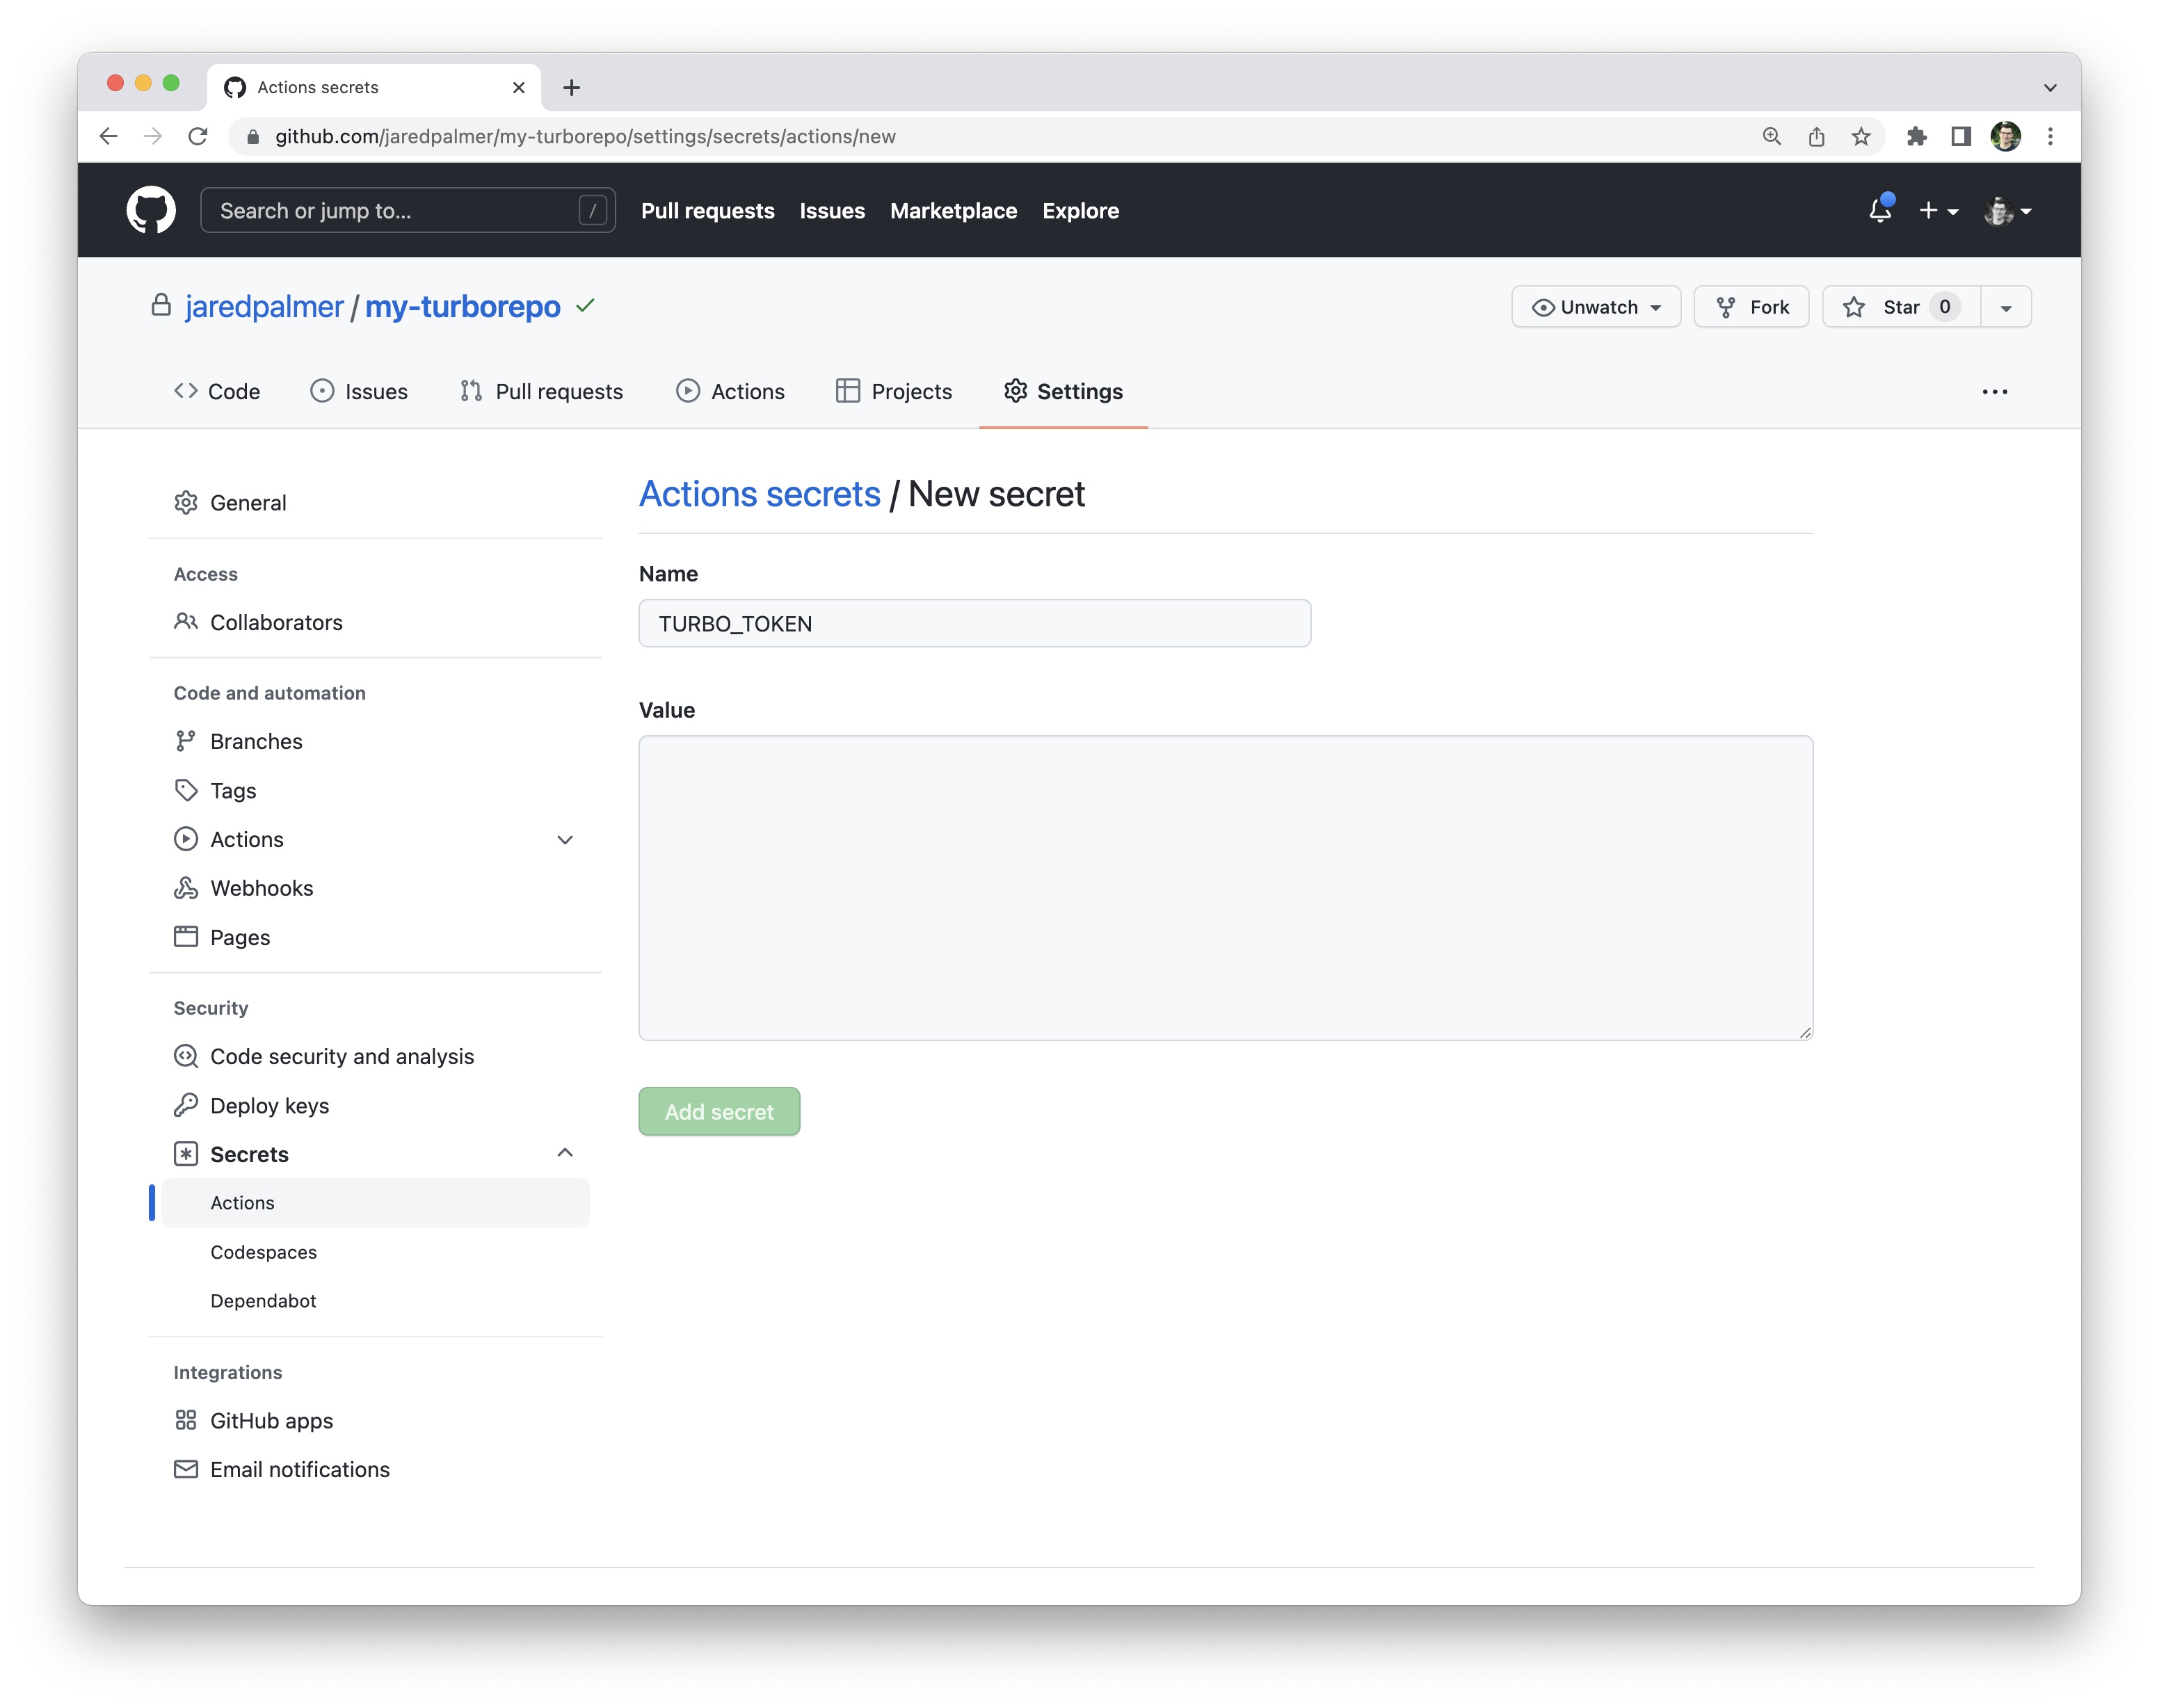 Actions secrets
github.com/jaredpalmer/my-turborepo/settings/secrets/actions/new
Search or jump to... / Pull requests Issues Marketplace Explore
jaredpalmer / my-turborepo Unwatch Fork Star 0
Code Issues Pull requests Actions Projects Settings
General
Access
Collaborators
Code and automation
Branches
Tags
Actions
Webhooks
Pages
Security
Code security and analysis
Deploy keys
Secrets
Actions
Codespaces
Dependabot
Integrations
GitHub apps
Email notifications
Actions secrets / New secret
Name
TURBO_TOKEN
Value
Add secret